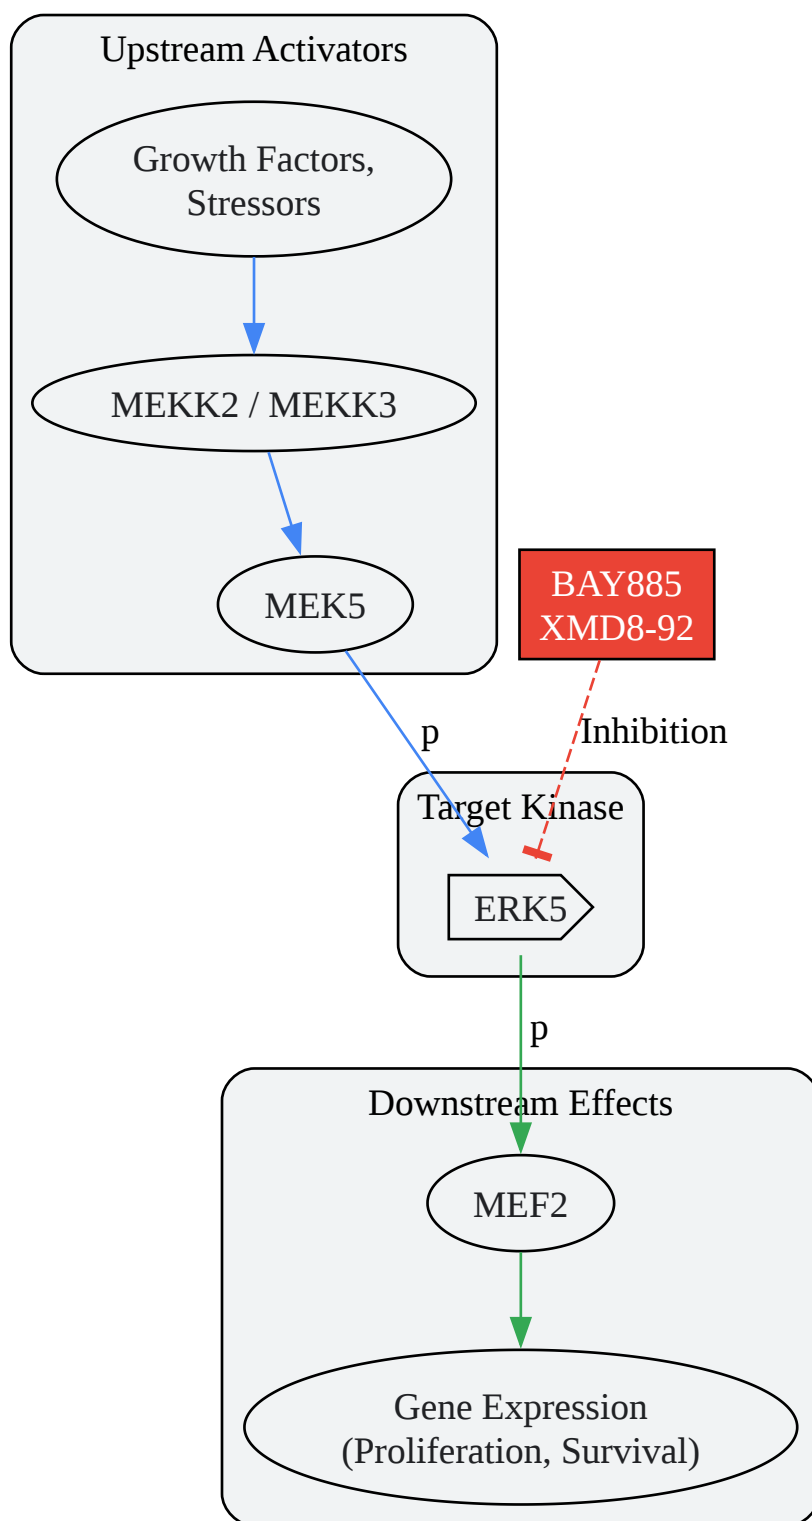 Upstream Activators
Growth Factors,
Stressors
MEKK2 / MEKK3
MEK5
BAY885
XMD8-92
p
Inhibition
Target Kinase
ERK5
p
Downstream Effects
MEF2
Gene Expression
(Proliferation, Survival)